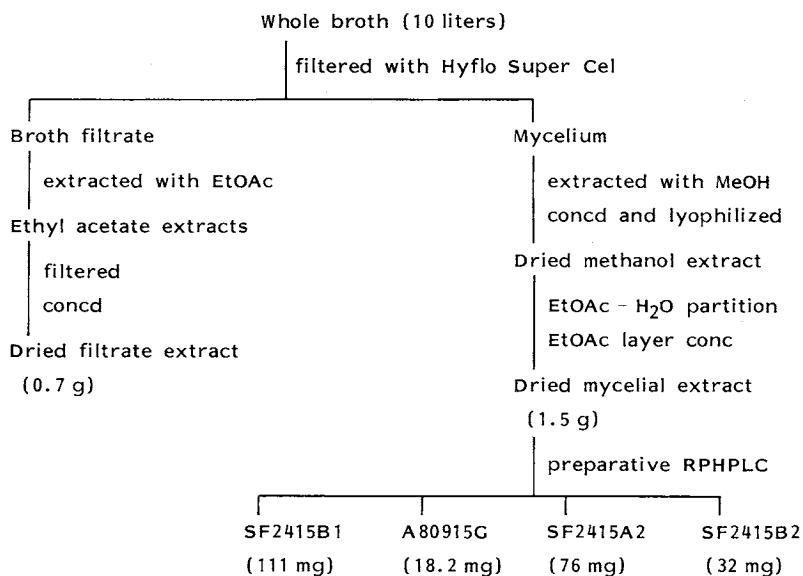 Whole broth (10 liters)
filtered with Hyflo Super Cel
Broth filtrate
extracted with EtOAc
Ethyl acetate extracts
filtered
concd
Dried filtrate extract
(0.7 g)
Mycelium
extracted with MeOH
concd and lyophilized
Dried methanol extract
EtOAc - H₂O partition
EtOAc layer conc
Dried mycelial extract
(1.5 g)
preparative RPHPLC
SF2415B1 A80915G SF2415A2 SF2415B2
(111 mg) (18.2 mg) (76 mg) (32 mg)